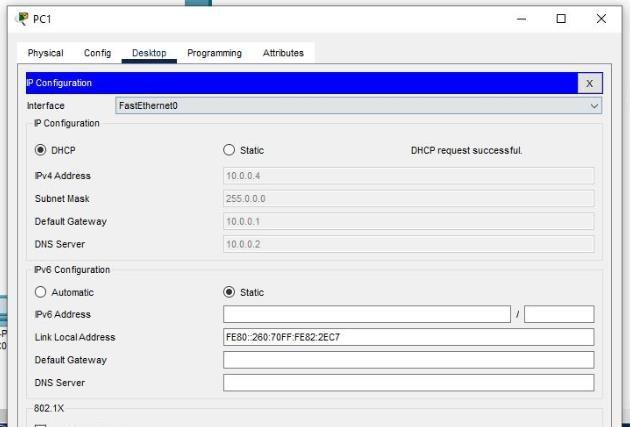 PC1
Physical Config Desktop Programming Attributes
IP Configuration X
Interface FastEthernet0
IP Configuration
DHCP Static DHCP request successful.
IPv4 Address 10.0.0.4
Subnet Mask 255.0.0.0
Default Gateway 10.0.0.1
DNS Server 10.0.0.2
IPv6 Configuration
Automatic Static
IPv6 Address /
Link Local Address FE80::260:70FF:FE82:2EC7
Default Gateway
DNS Server
802.1X